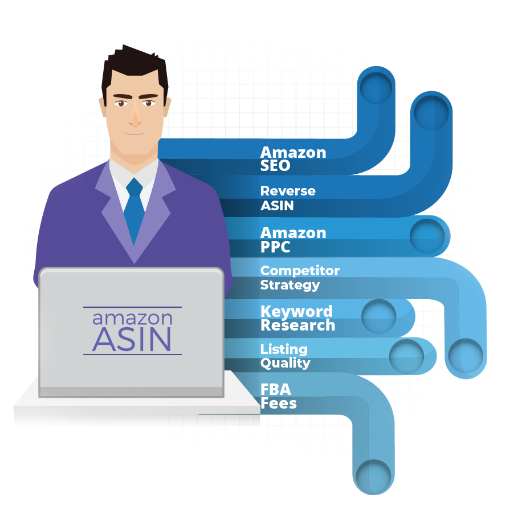 Amazon
SEO
Reverse
ASIN
Amazon
PPC
Competitor
Strategy
Keyword
Research
Listing
Quality
FBA
Fees
amazon
ASIN